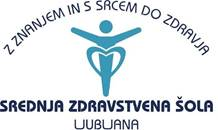 Z ZNANJEM IN S SRCEM DO ZDRAVJA
SREDNJA ZDRAVSTVENA ŠOLA
LJUBLJANA